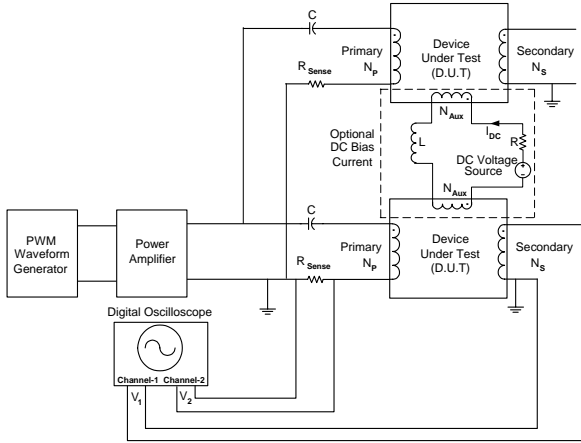 C
Primary
N_P
R_Sense
Device
Under Test
(D.U.T)
Secondary
N_S
Optional
DC Bias
Current
N_Aux
I_DC
L
R
DC Voltage
Source
+
-
N_Aux
PWM
Waveform
Generator
Power
Amplifier
C
Primary
N_P
R_Sense
Device
Under Test
(D.U.T)
Secondary
N_S
Digital Oscilloscope
Channel-1 Channel-2
V_1 V_2